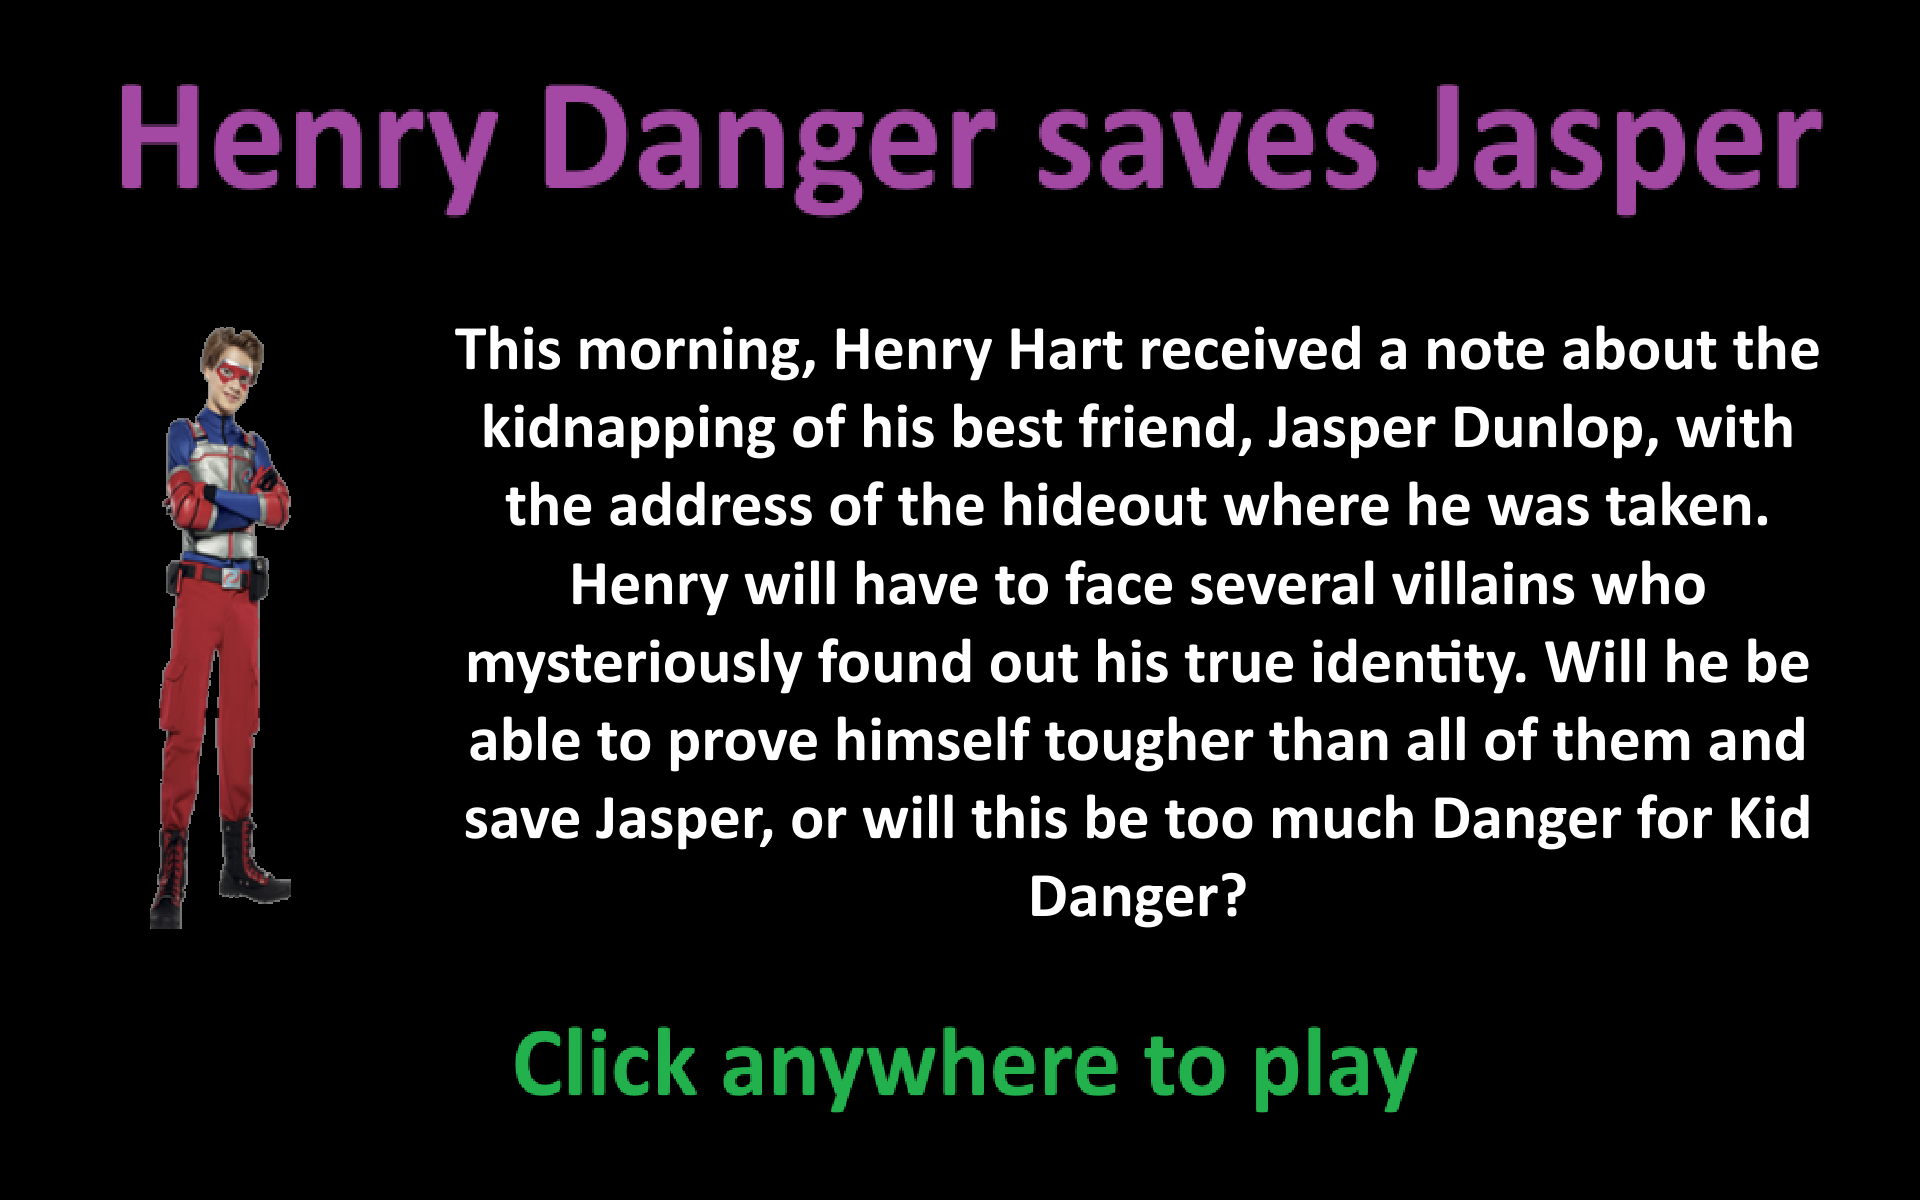 Henry Danger saves Jasper
This morning, Henry Hart received a note about the
kidnapping of his best friend, Jasper Dunlop, with
the address of the hideout where he was taken.
Henry will have to face several villains who
mysteriously found out his true identity. Will he be
able to prove himself tougher than all of them and
save Jasper, or will this be too much Danger for Kid
Danger?
Click anywhere to play